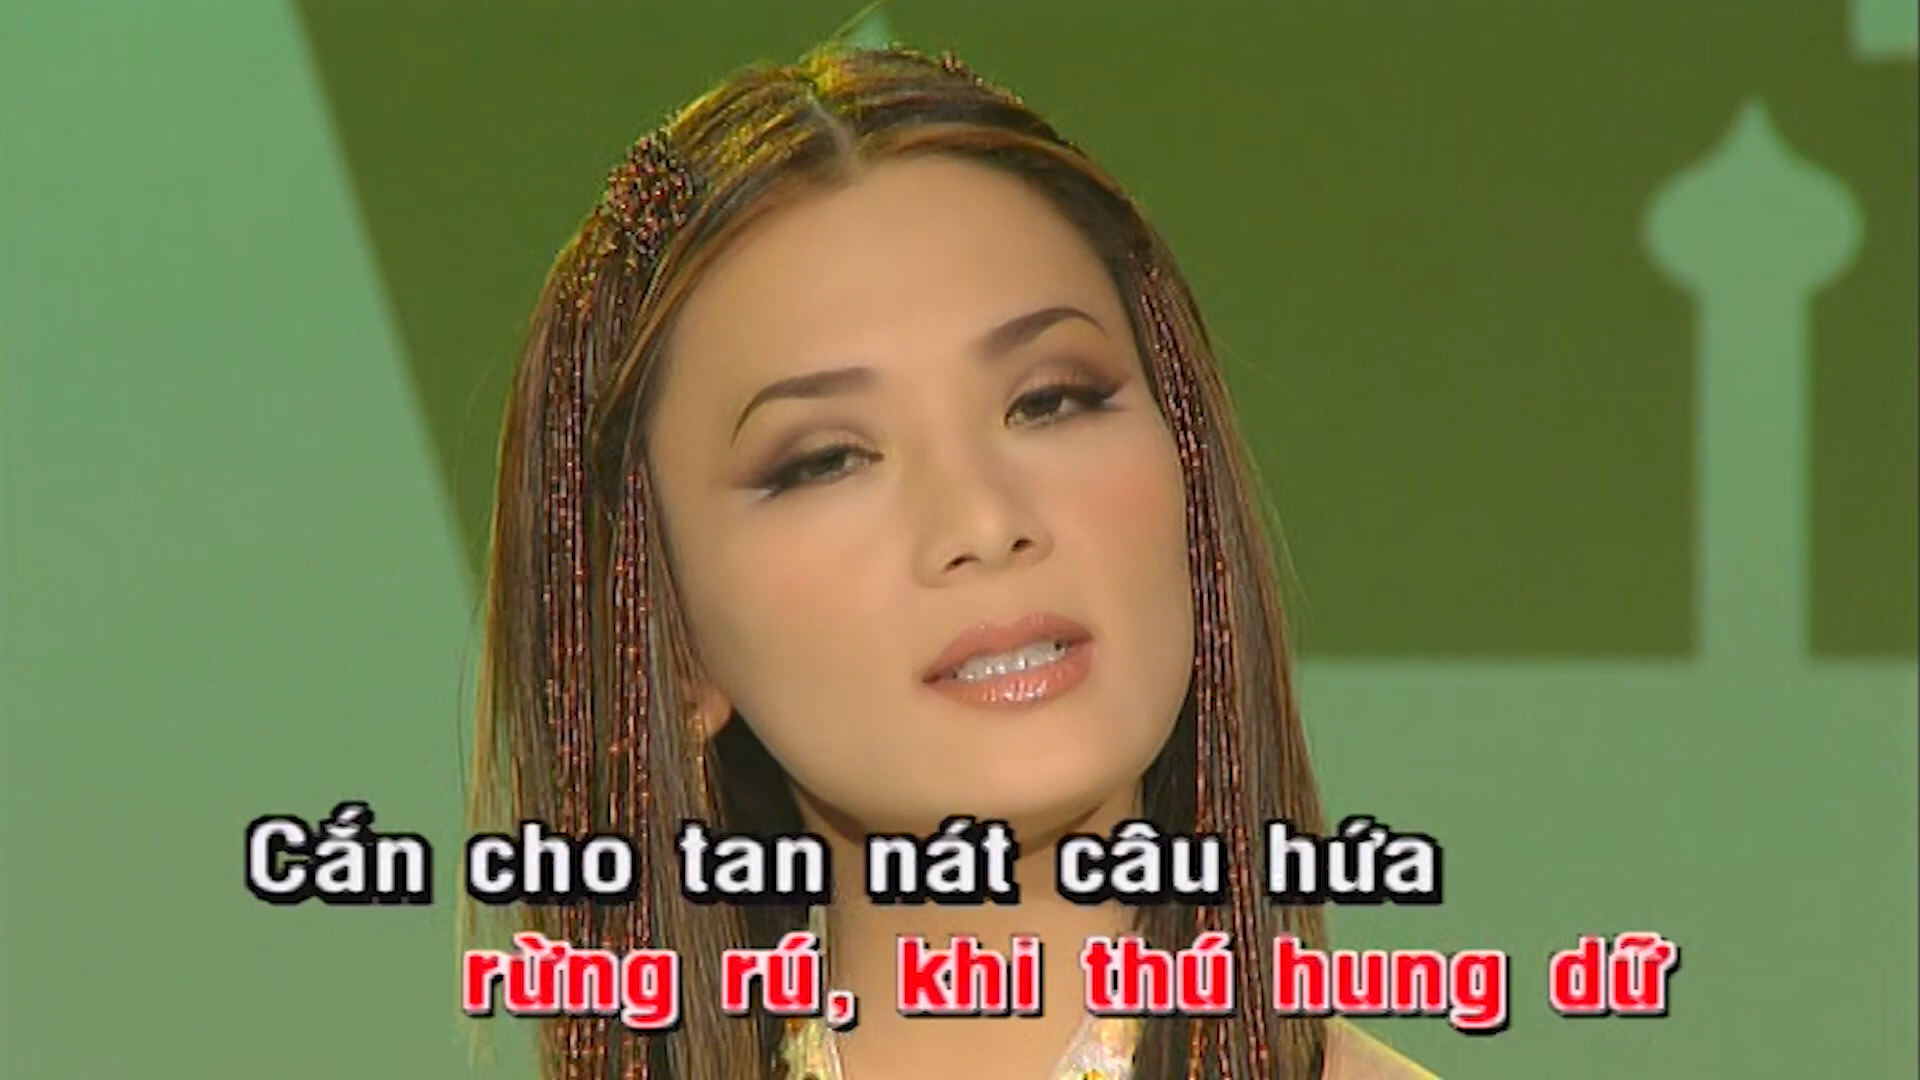 Cắn cho tan nát câu hứa
rừng rú, khi thú hung dữ